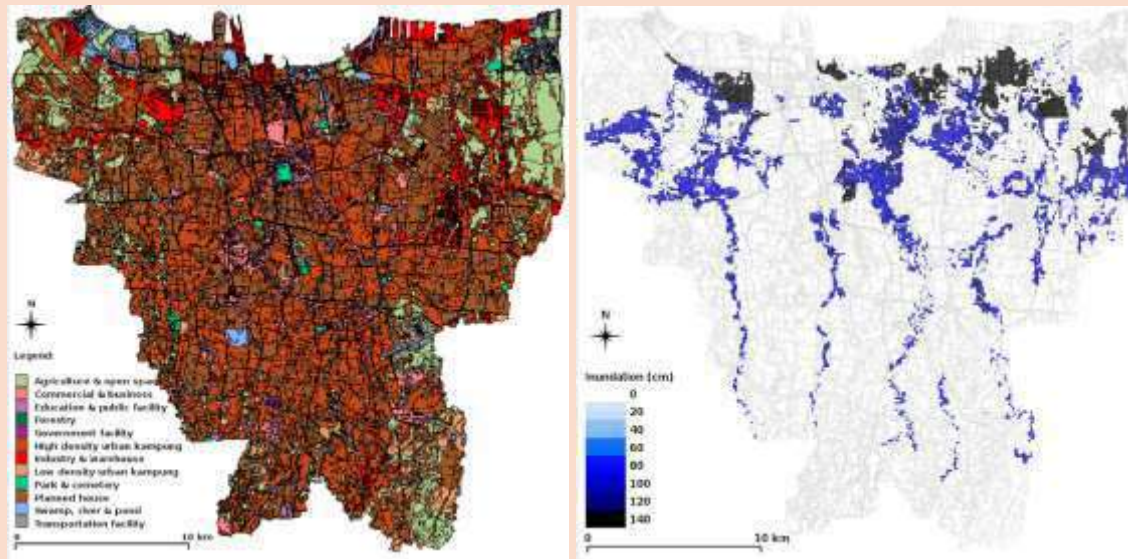 N
Legend:
Agriculture & open space
Commercial & business
Education & public facility
Forestry
Government facility
High density urban kampung
Industry & warehouse
Low density urban kampung
Park & cemetery
Planned house
Swamp, river & pond
Transportation facility
0 10 km
N
Inundation (cm)
0
20
40
60
80
100
120
140
0 10 km